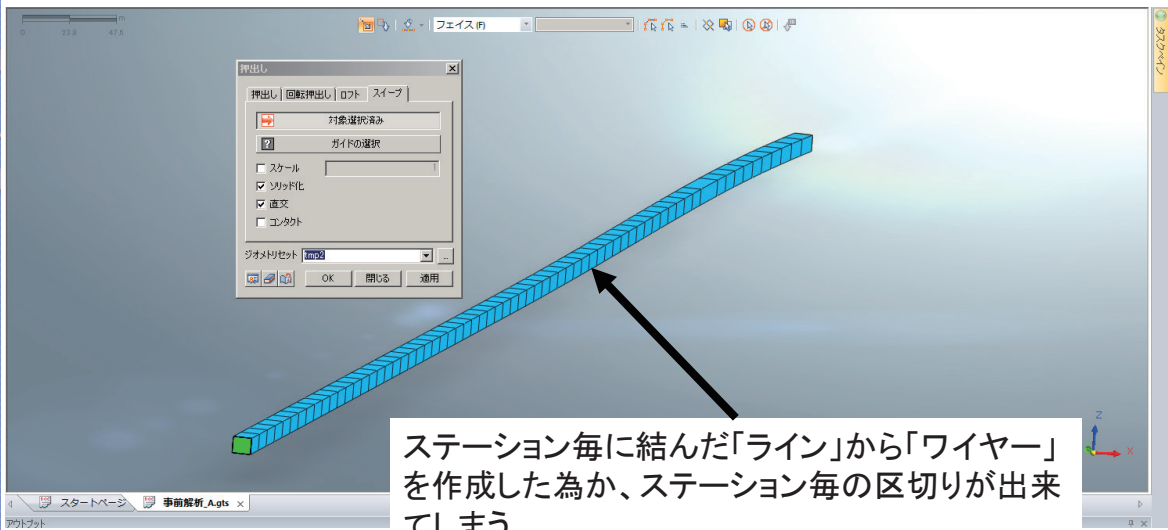 m
0 23.8 47.6
フェイス (F)
タスクペイン
押出し
押出し 回転押出し ロフト スイープ
対象選択済み
? ガイドの選択
スケール 1
ソリッド化
直交
コンタクト
ジオメトリセット tmp2 ..
OK 閉じる 適用
ステーション毎に結んだ「ライン」から「ワイヤー」
を作成した為か、ステーション毎の区切りが出来
てしまう
Z
X
スタートページ 事前解析_A.gts ×
アウトプット